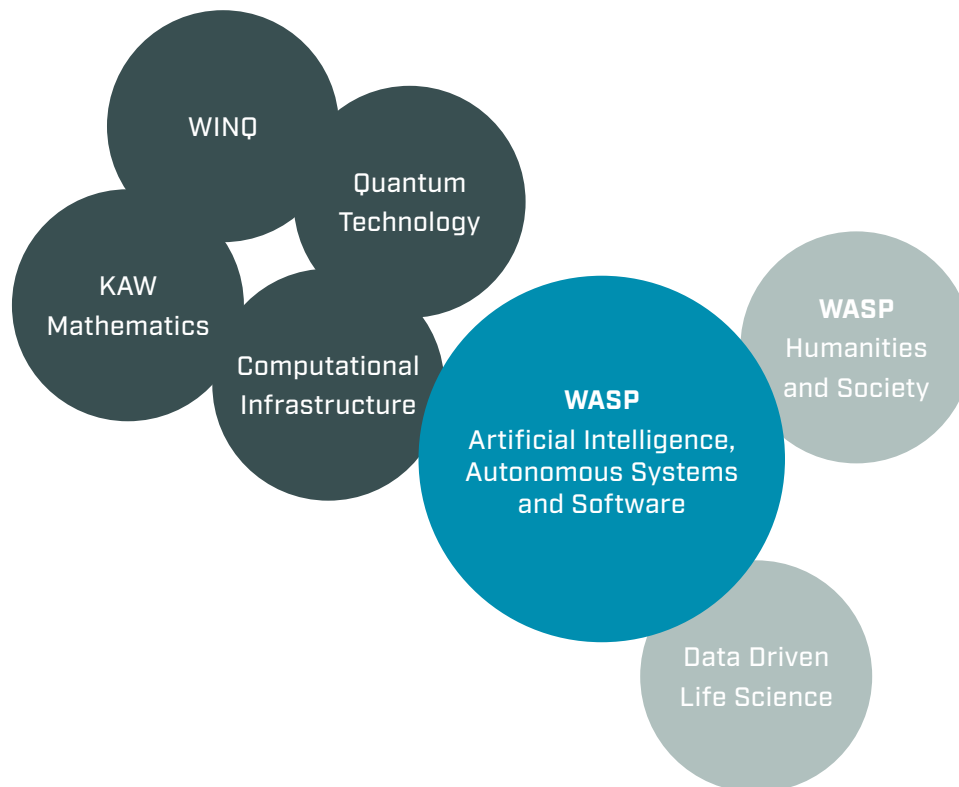 WINQ
Quantum
Technology
KAW
Mathematics
Computational
Infrastructure
WASP
Artificial Intelligence,
Autonomous Systems
and Software
WASP
Humanities
and Society
Data Driven
Life Science